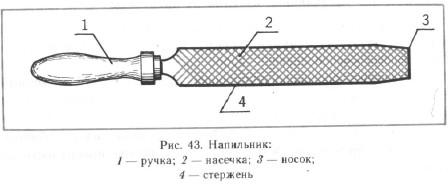 1
2
3
4
Рис. 43. Напильник:
1 — ручка; 2 — насечка; 3 — носок;
4 — стержень